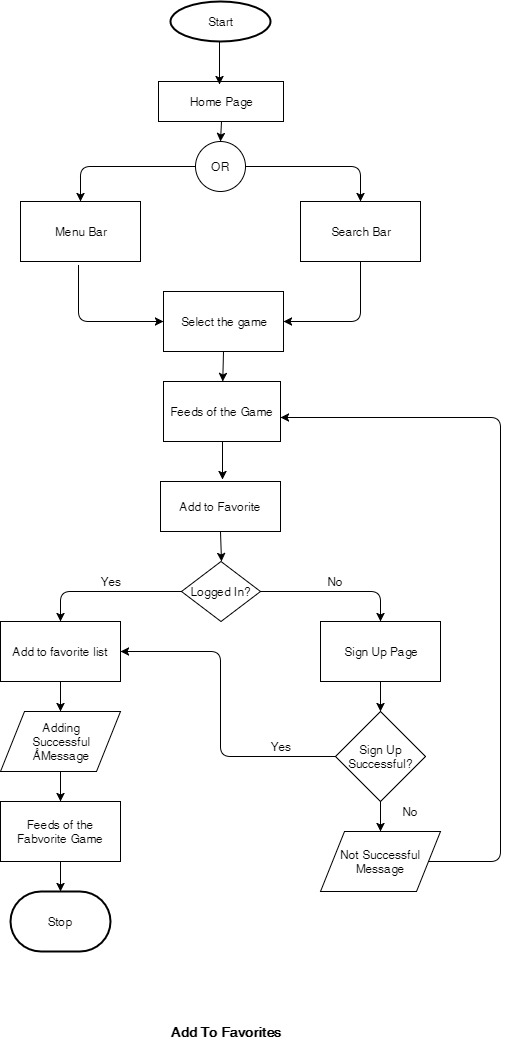 Start
Home Page
OR
Menu Bar
Search Bar
Select the game
Feeds of the Game
Add to Favorite
Logged In?
Yes
No
Add to favorite list
Sign Up Page
Adding
Successful
ÂMessage
Yes
Sign Up
Successful?
No
Feeds of the
Fabvorite Game
Not Successful
Message
Stop
Add To Favorites